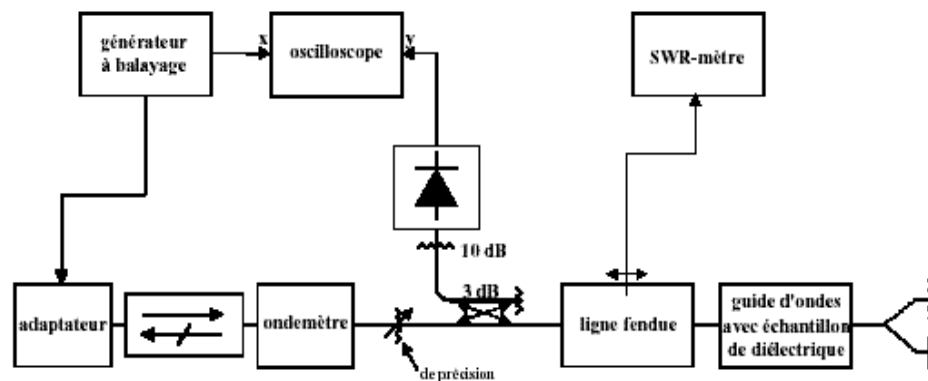 générateur
à balayage
x
oscilloscope
y
SWR-mètre
10 dB
3 dB
adaptateur
ondemètre
de précision
ligne fendue
guide d'ondes
avec échantillon
de diélectrique